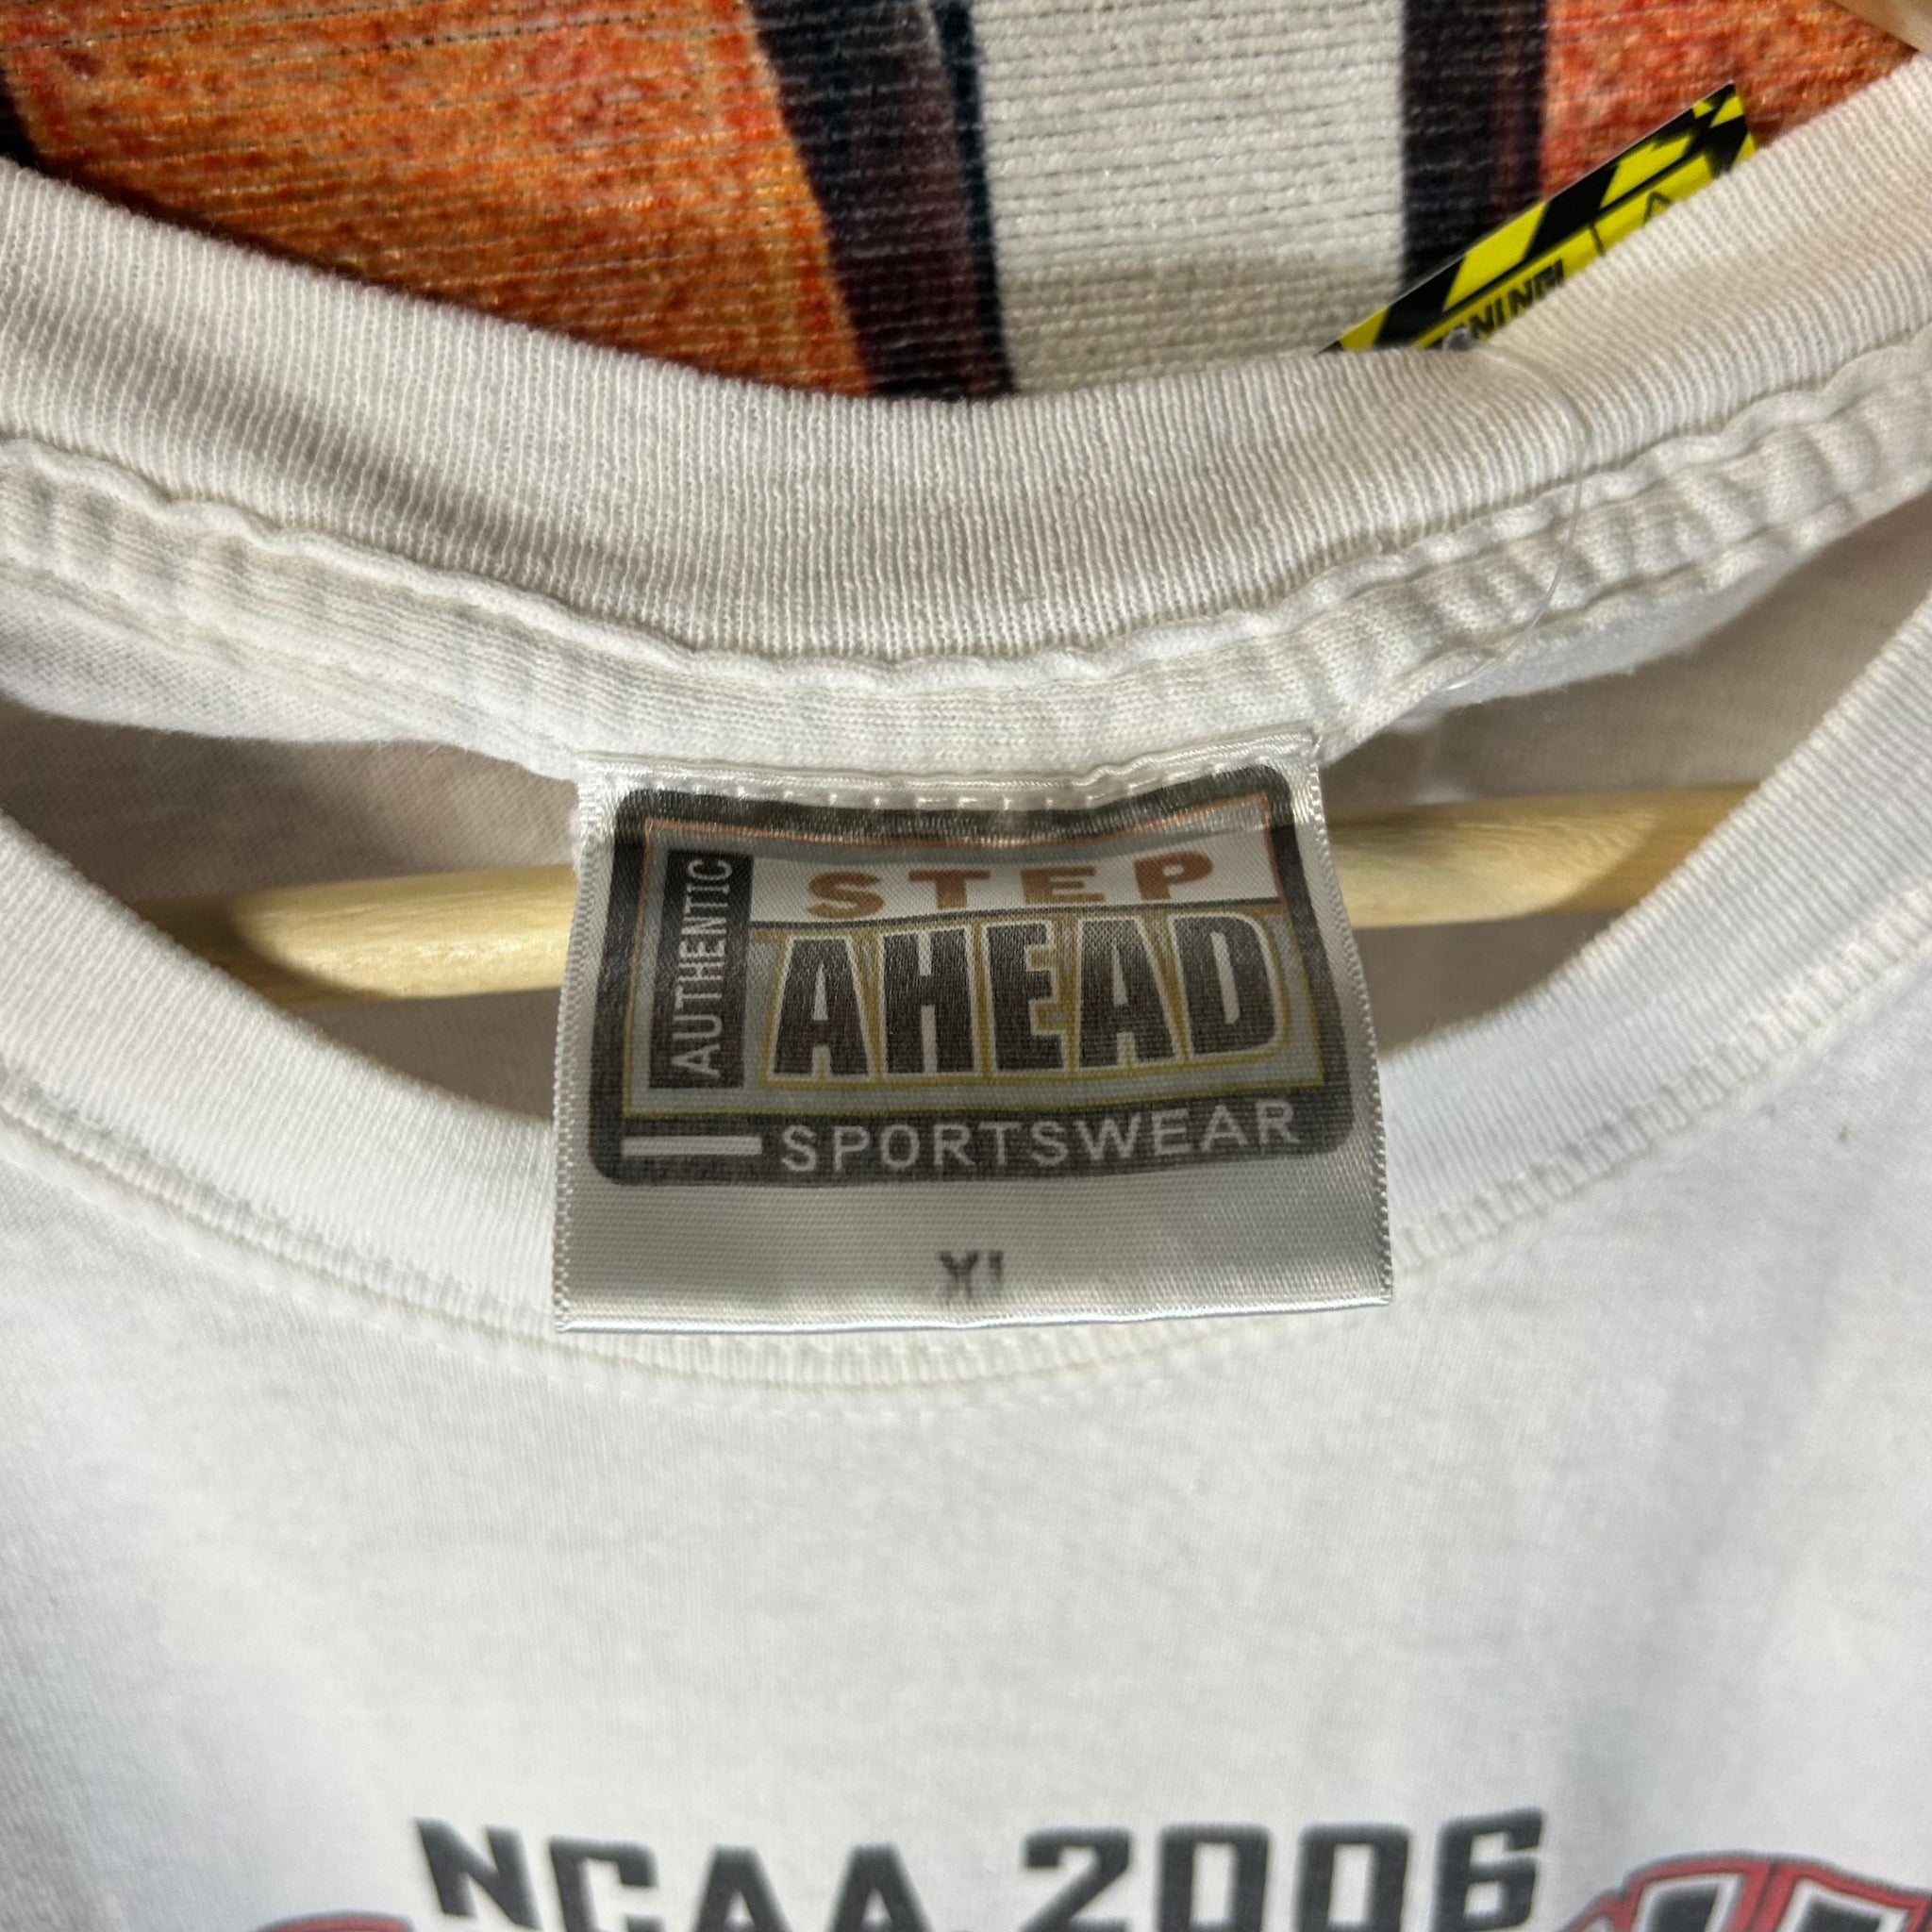 AUTHENTIC
STEP
AHEAD
SPORTSWEAR
XL
NCAA 2006